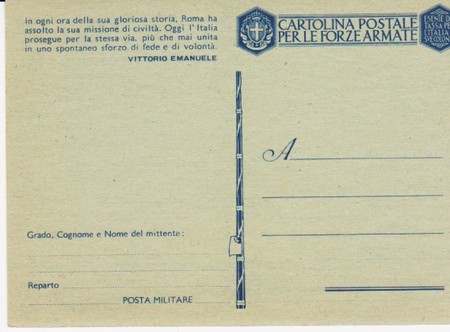 In ogni ora della sua gloriosa storia, Roma ha
assolto la sua missione di civiltà. Oggi l'Italia
prosegue per la stessa via, più che mai unita
in uno spontaneo sforzo di fede e di volontà.
VITTORIO EMANUELE
CARTOLINA POSTALE
PER LE FORZE ARMATE
ESENTE DA
TASSA PER
L'ITALIA
A
Grado, Cognome e Nome del mittente:
Reparto
POSTA MILITARE